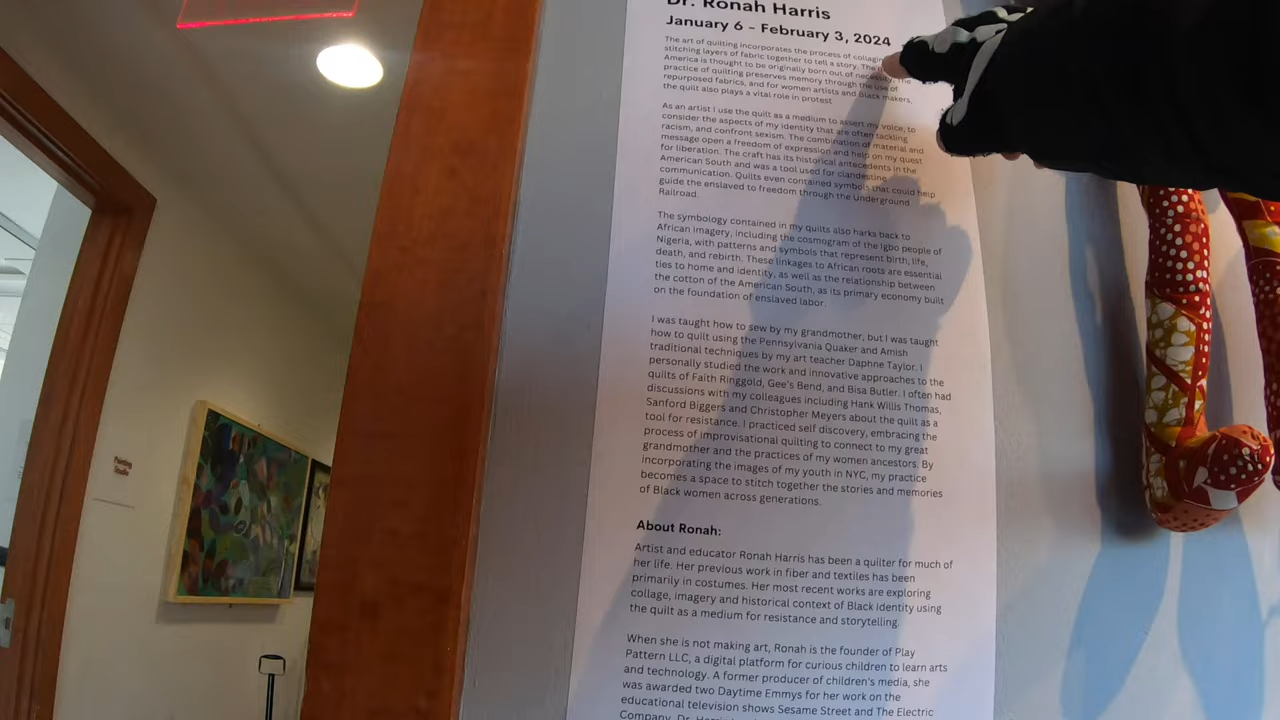 Dr. Ronah Harris
January 6 – February 3, 2024
The art of quilting incorporates the process of collaging
stitching layers of fabric together to tell a story. The
America is thought to be originally born out of necessity. The
practice of quilting preserves memory through the use of
repurposed fabrics, and for women artists and Black makers,
the quilt also plays a vital role in protest
As an artist I use the quilt as a medium to assert my voice, to
consider the aspects of my identity that are often tackling
racism, and confront sexism. The combination of material and
message open a freedom of expression and help on my quest
for liberation. The craft has its historical antecedents in the
American South and was a tool used for clandestine
communication. Quilts even contained symbols that could help
guide the enslaved to freedom through the Underground
Railroad.
The symbology contained in my quilts also harks back to
African imagery, including the cosmogram of the Igbo people of
Nigeria, with patterns and symbols that represent birth, life,
death, and rebirth. These linkages to African roots are essential
ties to home and identity, as well as the relationship between
the cotton of the American South, as its primary economy built
on the foundation of enslaved labor.
I was taught how to sew by my grandmother, but I was taught
how to quilt using the Pennsylvania Quaker and Amish
traditional techniques by my art teacher Daphne Taylor. I
personally studied the work and innovative approaches to the
quilts of Faith Ringgold, Gee's Bend, and Bisa Butler. I often had
discussions with my colleagues including Hank Willis Thomas,
Sanford Biggers and Christopher Meyers about the quilt as a
tool for resistance. I practiced self discovery, embracing the
process of improvisational quilting to connect to my great
grandmother and the practices of my women ancestors. By
incorporating the images of my youth in NYC, my practice
becomes a space to stitch together the stories and memories
of Black women across generations.
About Ronah:
Artist and educator Ronah Harris has been a quilter for much of
her life. Her previous work in fiber and textiles has been
primarily in costumes. Her most recent works are exploring
collage, imagery and historical context of Black identity using
the quilt as a medium for resistance and storytelling.
When she is not making art, Ronah is the founder of Play
Pattern LLC, a digital platform for curious children to learn arts
and technology. A former producer of children's media, she
was awarded two Daytime Emmys for her work on the
educational television shows Sesame Street and The Electric
Company. Dr. Harris
Painting
Studio